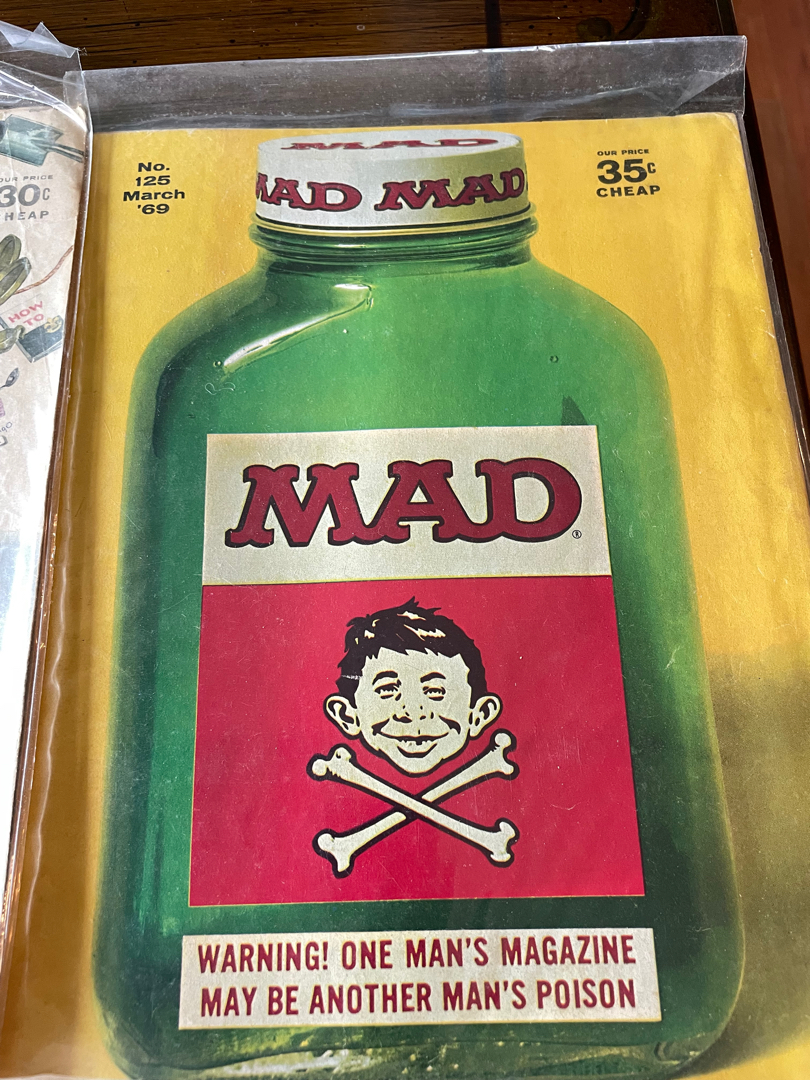 OUR PRICE
30¢
CHEAP
HOW
TO
No.
125
March
'69
OUR PRICE
35¢
CHEAP
MAD
MAD MAD
MAD®
WARNING! ONE MAN'S MAGAZINE
MAY BE ANOTHER MAN'S POISON